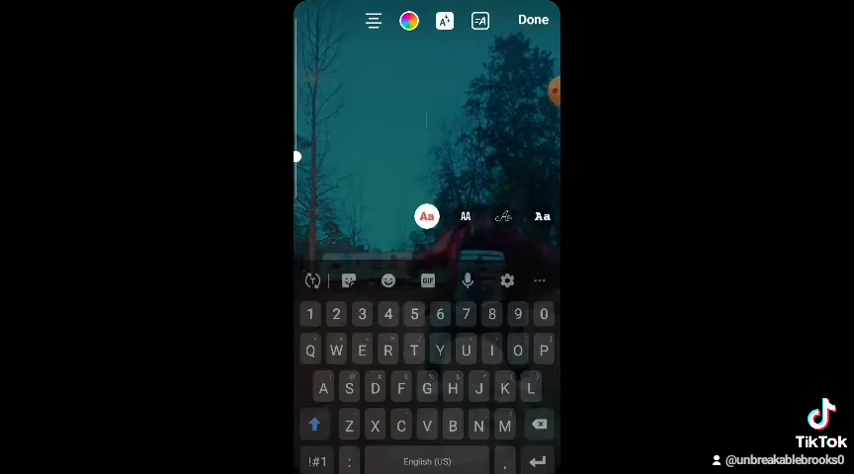 Done
Aa AA Aa Aa
GIF
1 2 3 4 5 6 7 8 9 0
Q W E R T Y U I O P
A S D F G H J K L
Z X C V B N M
!#1 : English (US) ,
TikTok
@unbreakablebrooks0